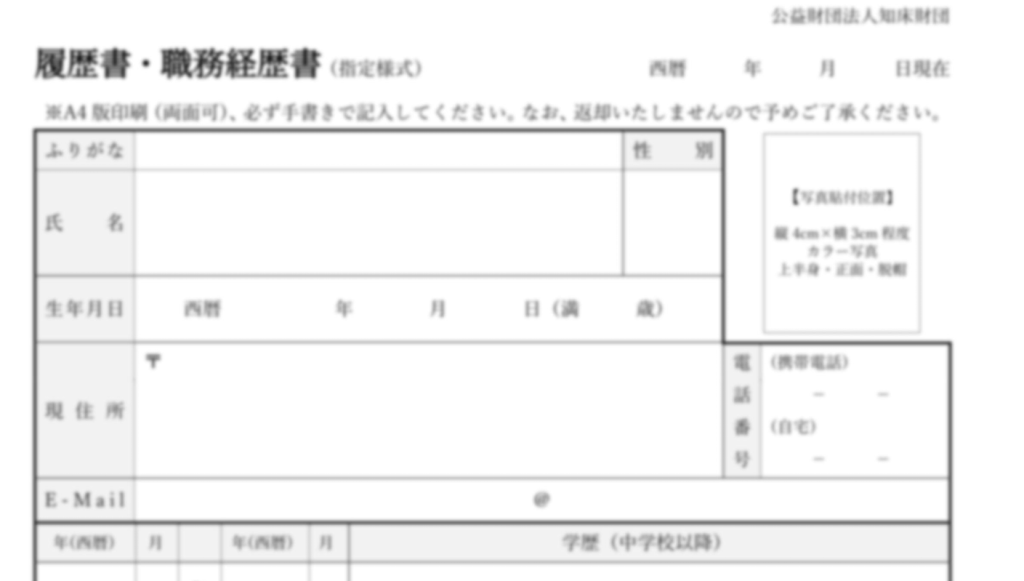 公益財団法人知床財団
履歴書・職務経歴書（指定様式） 西暦 年 月 日現在
※A4 版印刷（両面可）、必ず手書きで記入してください。なお、返却いたしませんので予めご了承ください。
ふりがな 性 別
氏 名
【写真貼付位置】
縦 4cm×横 3cm 程度
カラー写真
上半身・正面・脱帽
生年月日 西暦 年 月 日（満 歳）
現 住 所 〒
電話番号 （携帯電話）
－ －
（自宅）
－ －
E-Mail @
年(西暦) 月 年(西暦) 月 学歴（中学校以降）